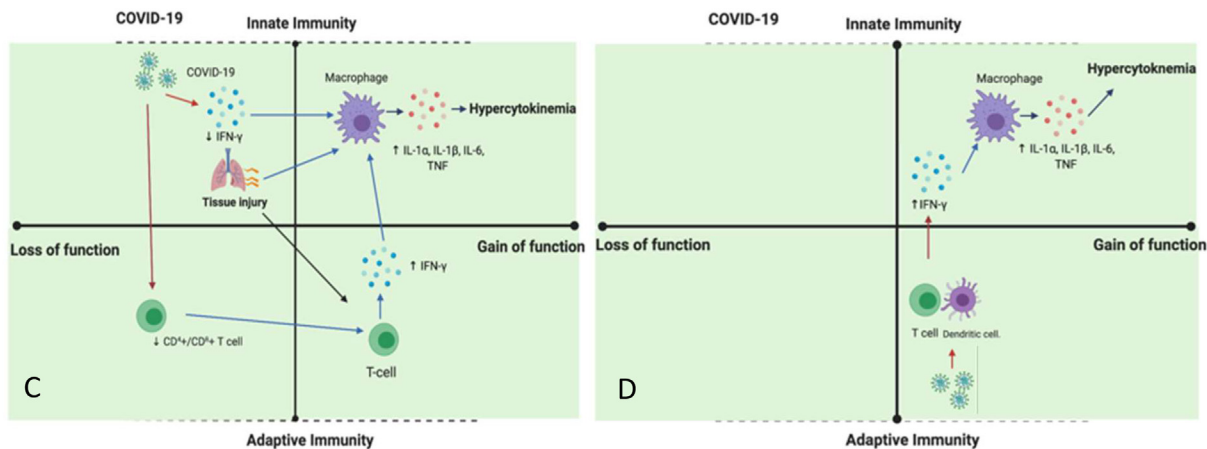 COVID-19
Innate Immunity
COVID-19
↓ IFN-γ
Tissue injury
Macrophage
↑ IL-1α, IL-1β, IL-6,
TNF
Hypercytokinemia
Loss of function
Gain of function
↑ IFN-γ
↓ CD⁴+/CD⁸+ T cell
T-cell
C
Adaptive Immunity
COVID-19
Innate Immunity
Hypercytoknemia
Macrophage
↑ IL-1α, IL-1β, IL-6,
TNF
↑IFN-γ
Loss of function
Gain of function
T cell
Dendritic cell.
D
Adaptive Immunity